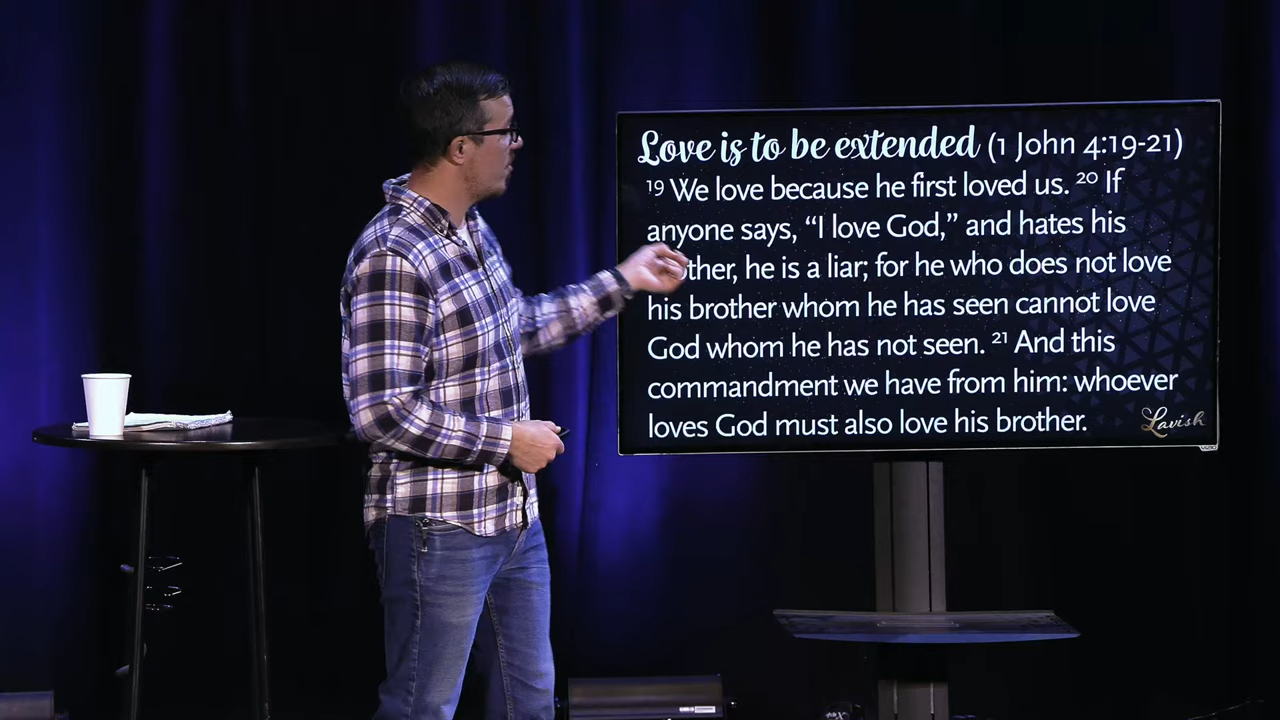 Love is to be extended (1 John 4:19-21)
19 We love because he first loved us. 20 If
anyone says, “I love God,” and hates his
ther, he is a liar; for he who does not love
his brother whom he has seen cannot love
God whom he has not seen. 21 And this
commandment we have from him: whoever
loves God must also love his brother.
Lavish